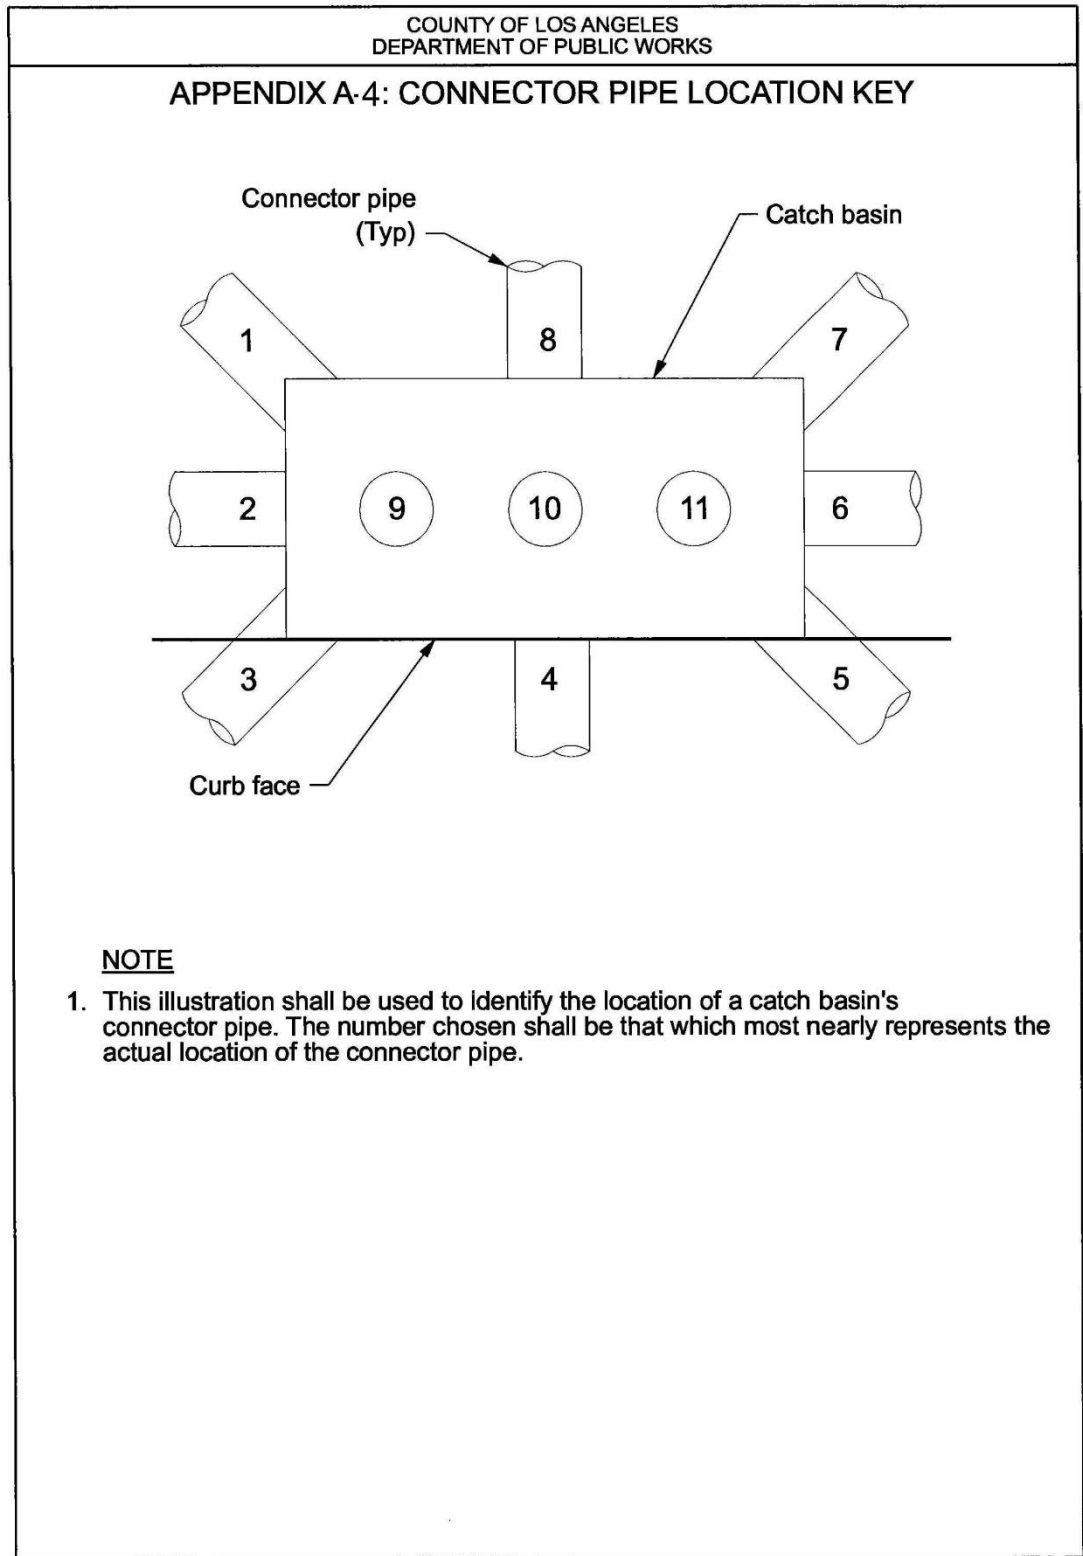 COUNTY OF LOS ANGELES
DEPARTMENT OF PUBLIC WORKS
APPENDIX A-4: CONNECTOR PIPE LOCATION KEY
Connector pipe
(Typ)
Catch basin
1
8
7
2
9
10
11
6
3
4
5
Curb face
NOTE
1. This illustration shall be used to identify the location of a catch basin's
connector pipe. The number chosen shall be that which most nearly represents the
actual location of the connector pipe.